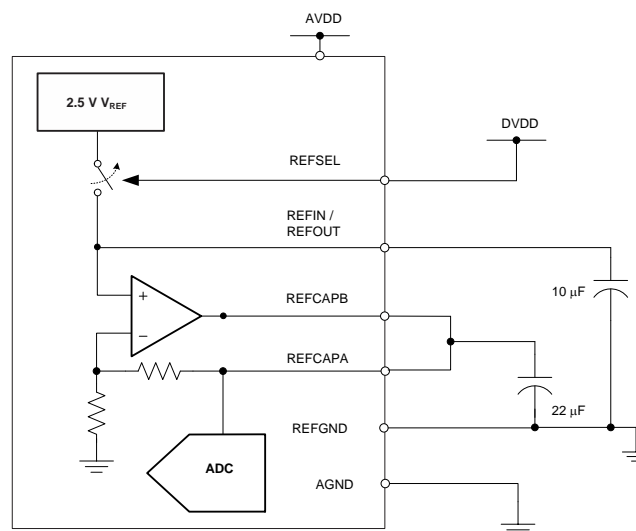 AVDD
2.5 V VREF
DVDD
REFSEL
REFIN /
REFOUT
10 μF
+
REFCAPB
−
REFCAPA
22 μF
REFGND
ADC
AGND